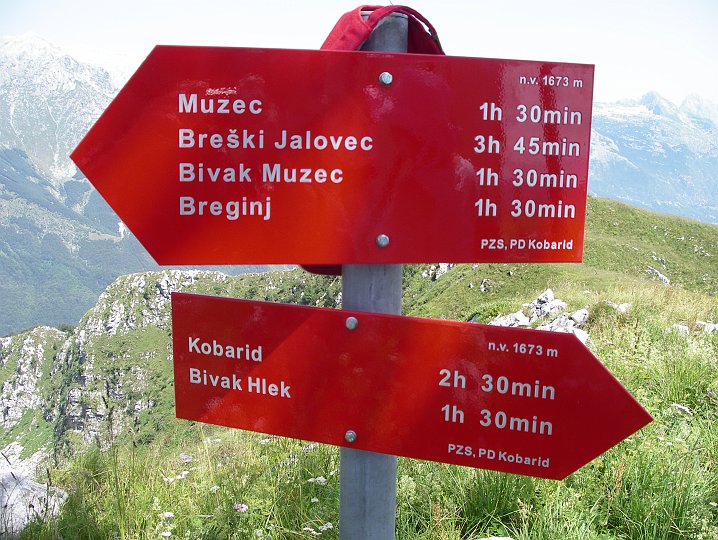 n.v. 1673 m
Muzec 1h 30min
Breški Jalovec 3h 45min
Bivak Muzec 1h 30min
Breginj 1h 30min
PZS, PD Kobarid
n.v. 1673 m
Kobarid 2h 30min
Bivak Hlek 1h 30min
PZS, PD Kobarid